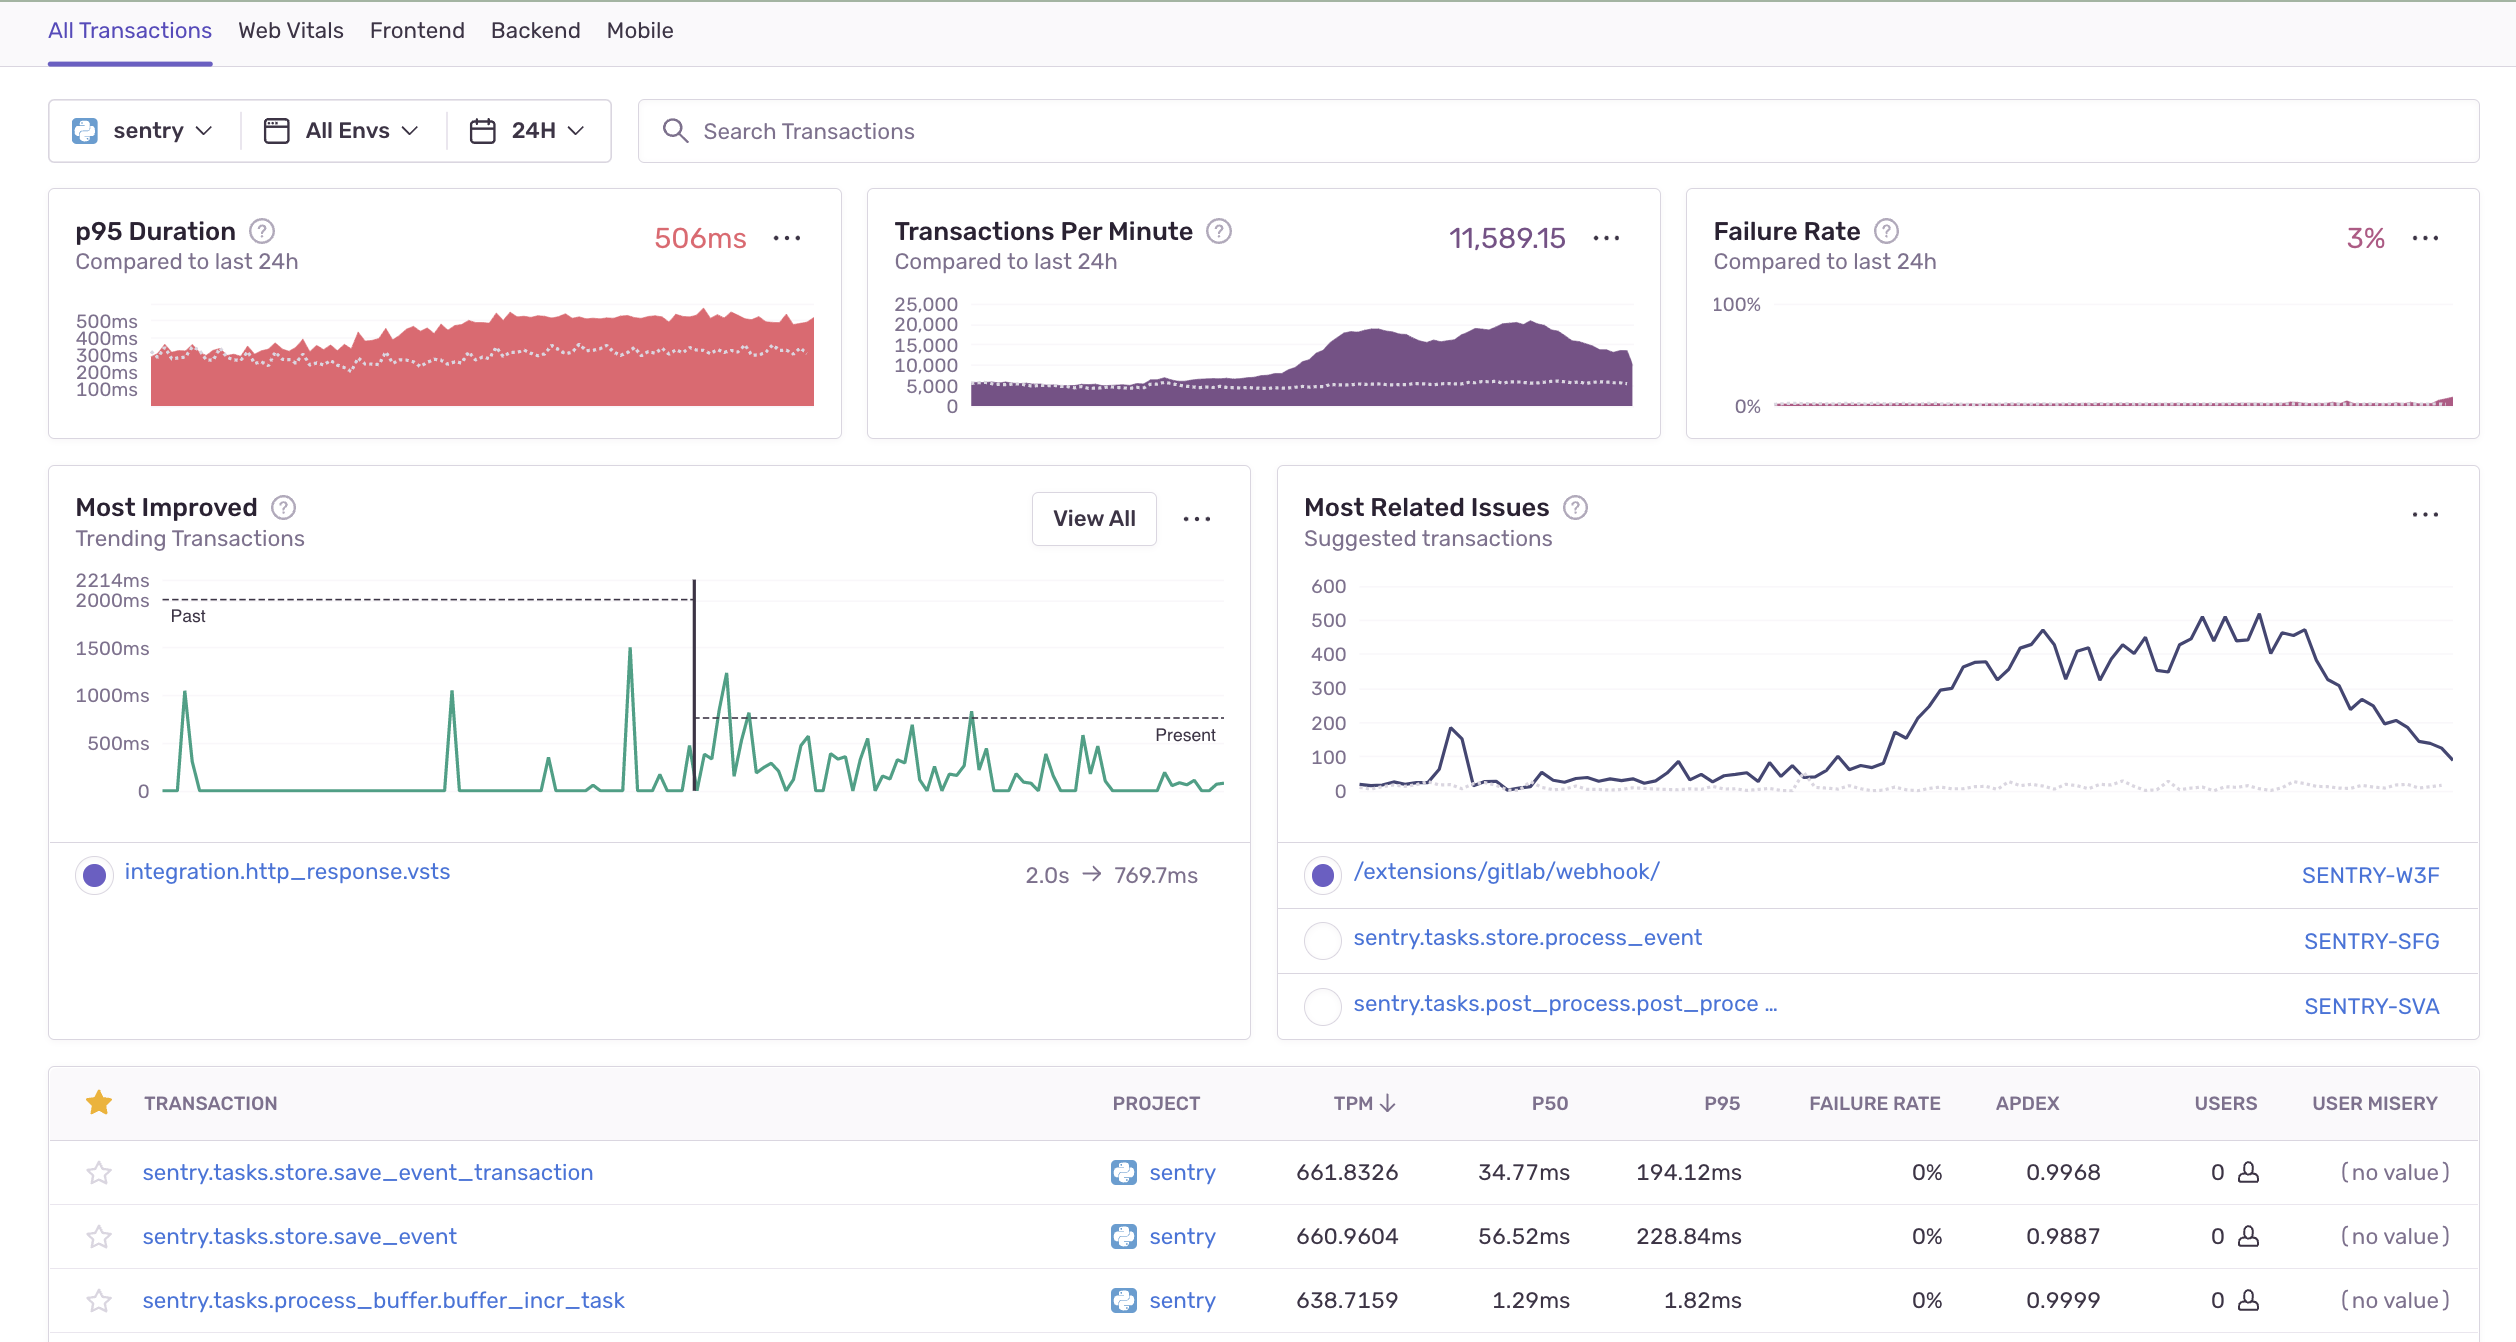 All Transactions Web Vitals Frontend Backend Mobile
sentry All Envs 24H Search Transactions
p95 Duration ? 506ms ...
Compared to last 24h
500ms
400ms
300ms
200ms
100ms
Transactions Per Minute ? 11,589.15 ...
Compared to last 24h
25,000
20,000
15,000
10,000
5,000
0
Failure Rate ? 3% ...
Compared to last 24h
100%
0%
Most Improved ? View All ...
Trending Transactions
2214ms
2000ms
Past
1500ms
1000ms
500ms
Present
0
integration.http_response.vsts 2.0s → 769.7ms
Most Related Issues ? ...
Suggested transactions
600
500
400
300
200
100
0
/extensions/gitlab/webhook/ SENTRY-W3F
sentry.tasks.store.process_event SENTRY-SFG
sentry.tasks.post_process.post_proce ... SENTRY-SVA
TRANSACTION PROJECT TPM ↓ P50 P95 FAILURE RATE APDEX USERS USER MISERY
sentry.tasks.store.save_event_transaction sentry 661.8326 34.77ms 194.12ms 0% 0.9968 0 (no value)
sentry.tasks.store.save_event sentry 660.9604 56.52ms 228.84ms 0% 0.9887 0 (no value)
sentry.tasks.process_buffer.buffer_incr_task sentry 638.7159 1.29ms 1.82ms 0% 0.9999 0 (no value)